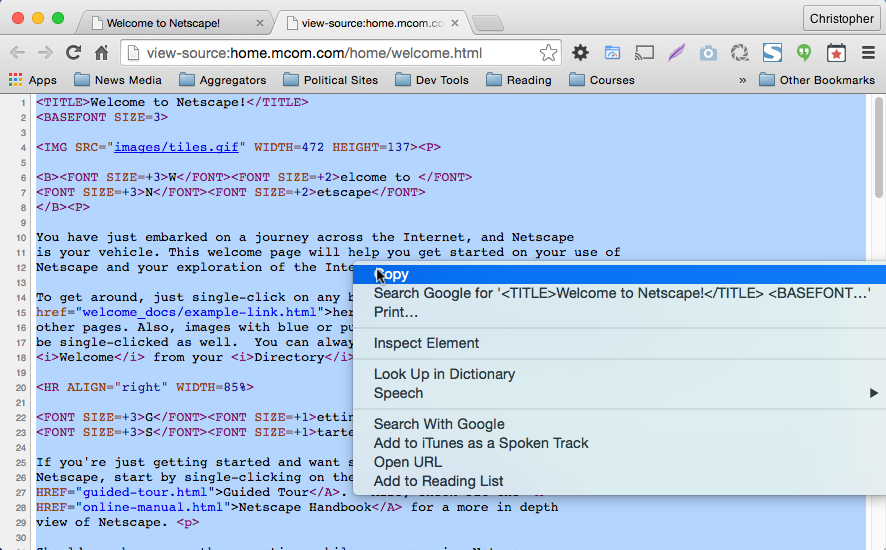 Welcome to Netscape!
view-source:home.mcom.co
Christopher
view-source:home.mcom.com/home/welcome.html
Apps
News Media
Aggregators
Political Sites
Dev Tools
Reading
Courses
»
Other Bookmarks
1 <TITLE>Welcome to Netscape!</TITLE>
2 <BASEFONT SIZE=3>
3
4 <IMG SRC="images/tiles.gif" WIDTH=472 HEIGHT=137><P>
5
6 <B><FONT SIZE=+3>W</FONT><FONT SIZE=+2>elcome to </FONT>
7 <FONT SIZE=+3>N</FONT><FONT SIZE=+2>etscape</FONT>
8 </B><P>
9
10 You have just embarked on a journey across the Internet, and Netscape
11 is your vehicle. This welcome page will help you get started on your use of
12 Netscape and your exploration of the Inte
13
14 To get around, just single-click on any b
15 href="welcome_docs/example-link.html">her
16 other pages. Also, images with blue or pu
17 be single-clicked as well.  You can alway
18 <i>Welcome</i> from your <i>Directory</i>
19
20 <HR ALIGN="right" WIDTH=85%>
21
22 <FONT SIZE=+3>G</FONT><FONT SIZE=+1>ettin
23 <FONT SIZE=+3>S</FONT><FONT SIZE=+1>tarte
24
25 If you're just getting started and want s
26 Netscape, start by single-clicking on the
27 HREF="guided-tour.html">Guided Tour</A>.
28 HREF="online-manual.html">Netscape Handbook</A> for a more in depth
29 view of Netscape. <p>
30
Copy
Search Google for '<TITLE>Welcome to Netscape!</TITLE> <BASEFONT…'
Print…
Inspect Element
Look Up in Dictionary
Speech
Search With Google
Add to iTunes as a Spoken Track
Open URL
Add to Reading List